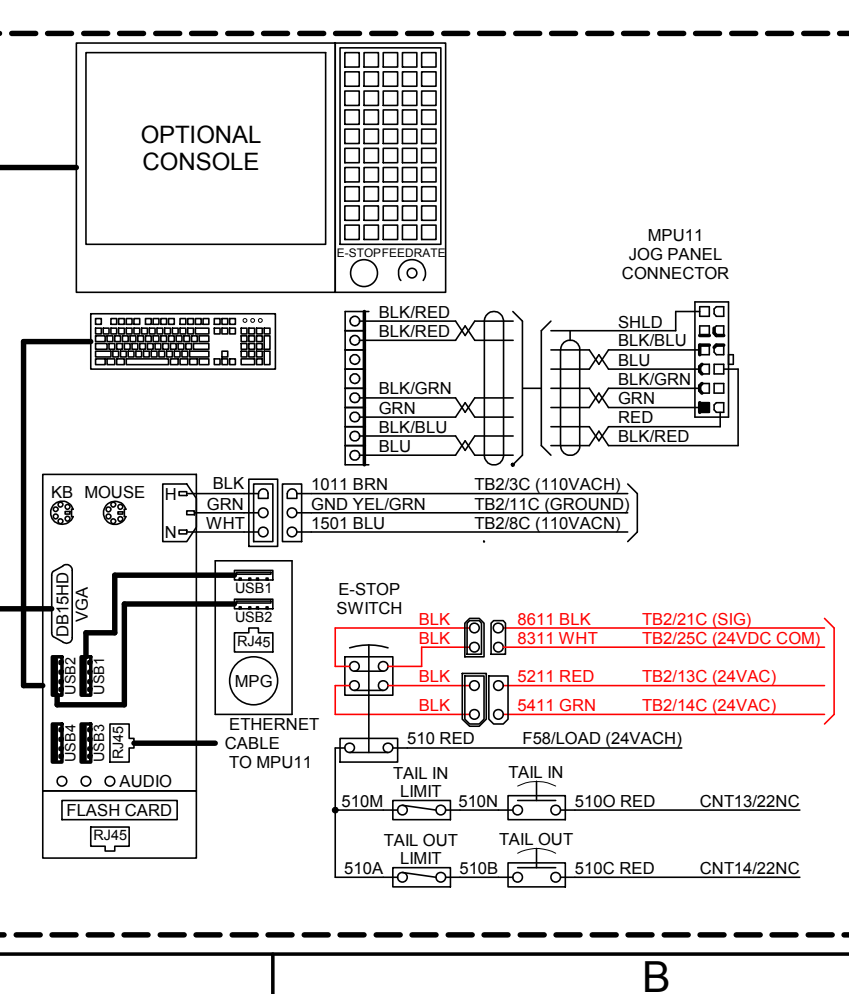 OPTIONAL
CONSOLE
E-STOP
FEEDRATE
MPU11
JOG PANEL
CONNECTOR
BLK/RED
BLK/RED
BLK/GRN
GRN
BLK/BLU
BLU
SHLD
BLK/BLU
BLU
BLK/GRN
GRN
RED
BLK/RED
KB
MOUSE
H
N
BLK
GRN
WHT
1011 BRN
TB2/3C (110VACH)
GND YEL/GRN
TB2/11C (GROUND)
1501 BLU
TB2/8C (110VACN)
DB15HD
VGA
USB2
USB1
USB4
USB3
RJ45
AUDIO
FLASH CARD
RJ45
USB1
USB2
RJ45
MPG
ETHERNET
CABLE
TO MPU11
E-STOP
SWITCH
BLK
8611 BLK
TB2/21C (SIG)
BLK
8311 WHT
TB2/25C (24VDC COM)
BLK
5211 RED
TB2/13C (24VAC)
BLK
5411 GRN
TB2/14C (24VAC)
510 RED
F58/LOAD (24VACH)
TAIL IN
LIMIT
TAIL IN
510M
510N
510O RED
CNT13/22NC
TAIL OUT
LIMIT
TAIL OUT
510A
510B
510C RED
CNT14/22NC
B